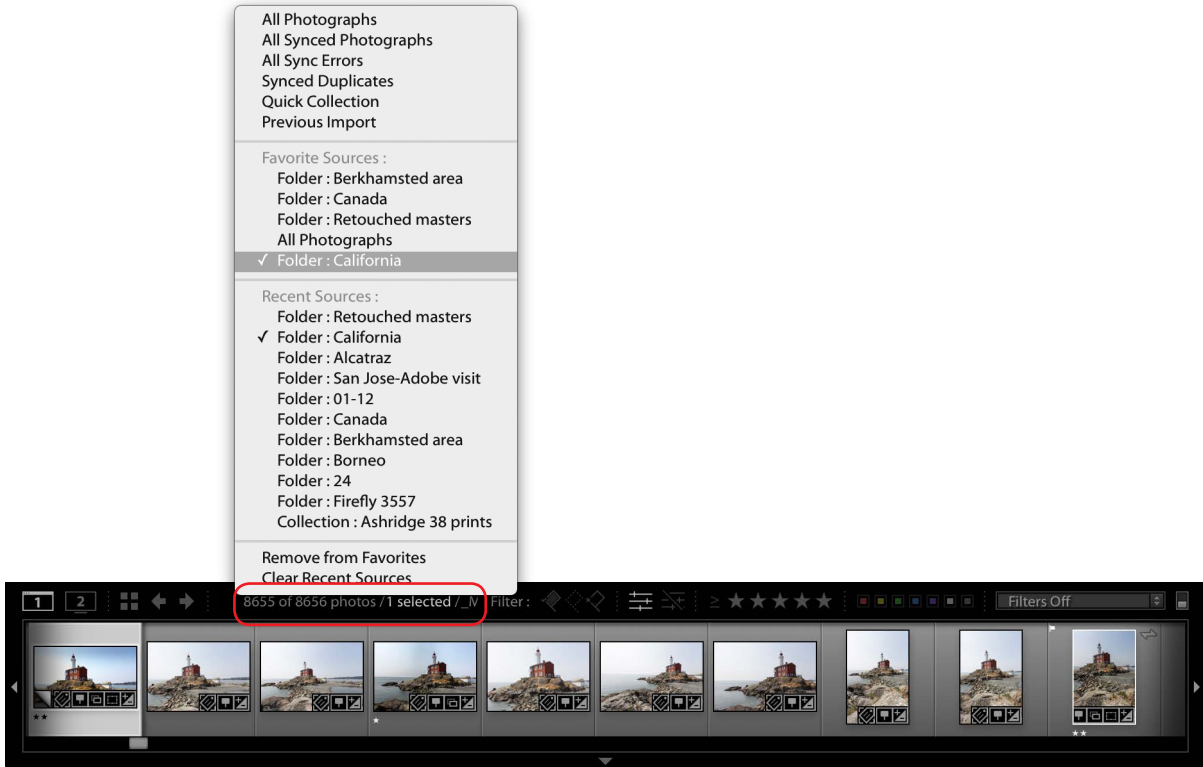 All Photographs
All Synced Photographs
All Sync Errors
Synced Duplicates
Quick Collection
Previous Import
Favorite Sources :
Folder : Berkhamsted area
Folder : Canada
Folder : Retouched masters
All Photographs
✓ Folder : California
Recent Sources :
Folder : Retouched masters
✓ Folder : California
Folder : Alcatraz
Folder : San Jose-Adobe visit
Folder : 01-12
Folder : Canada
Folder : Berkhamsted area
Folder : Borneo
Folder : 24
Folder : Firefly 3557
Collection : Ashridge 38 prints
Remove from Favorites
Clear Recent Sources
1 2 8655 of 8656 photos / 1 selected / Filter : ≥ ★★★★★ Filters Off